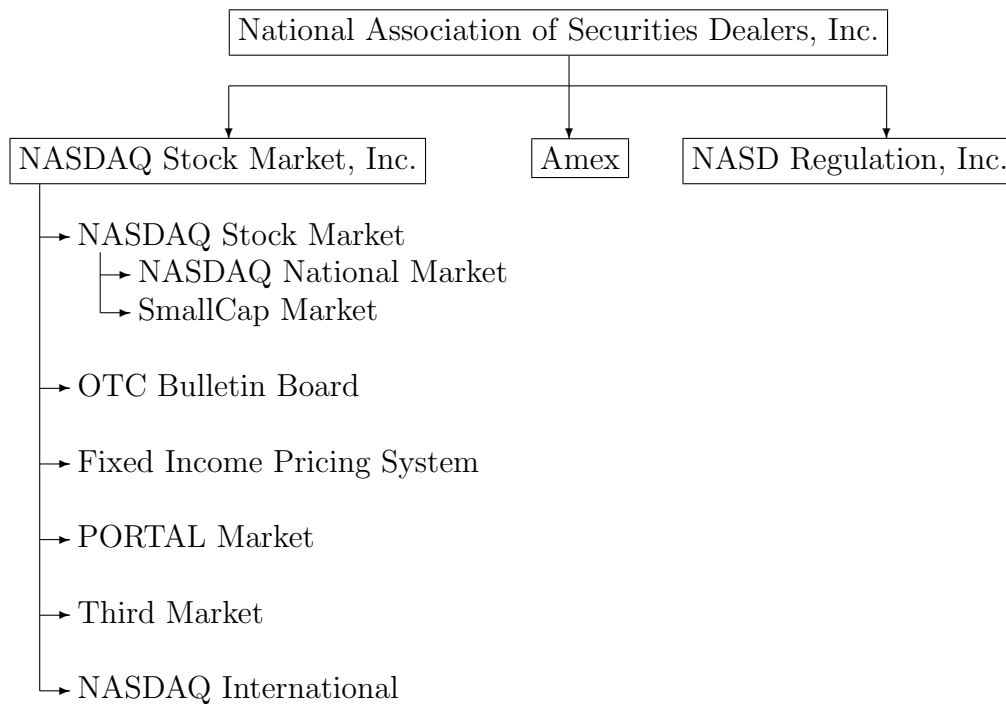 National Association of Securities Dealers, Inc.
NASDAQ Stock Market, Inc.
Amex
NASD Regulation, Inc.
NASDAQ Stock Market
NASDAQ National Market
SmallCap Market
OTC Bulletin Board
Fixed Income Pricing System
PORTAL Market
Third Market
NASDAQ International